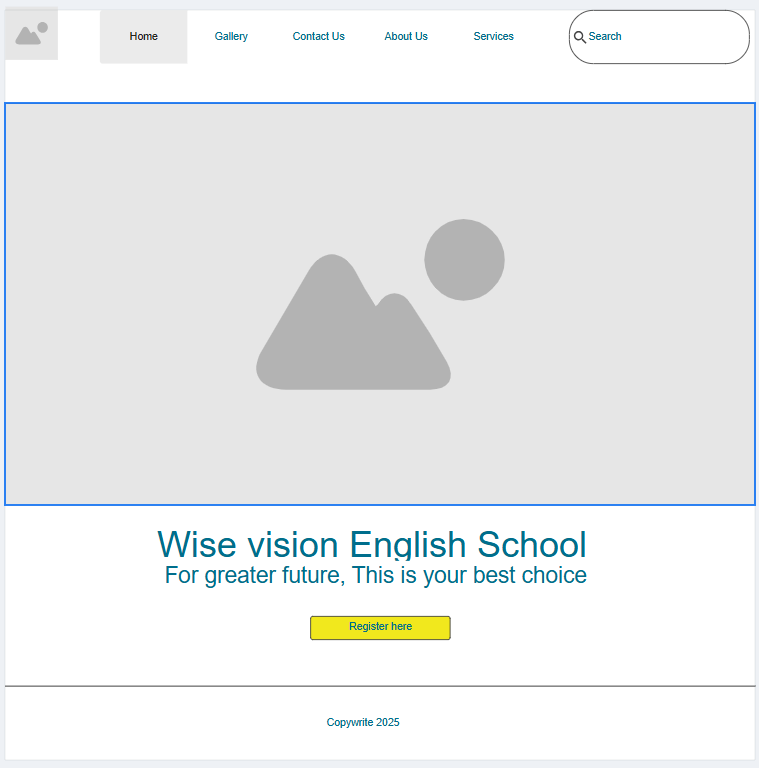 Home Gallery Contact Us About Us Services Search
Wise vision English School
For greater future, This is your best choice
Register here
Copywrite 2025